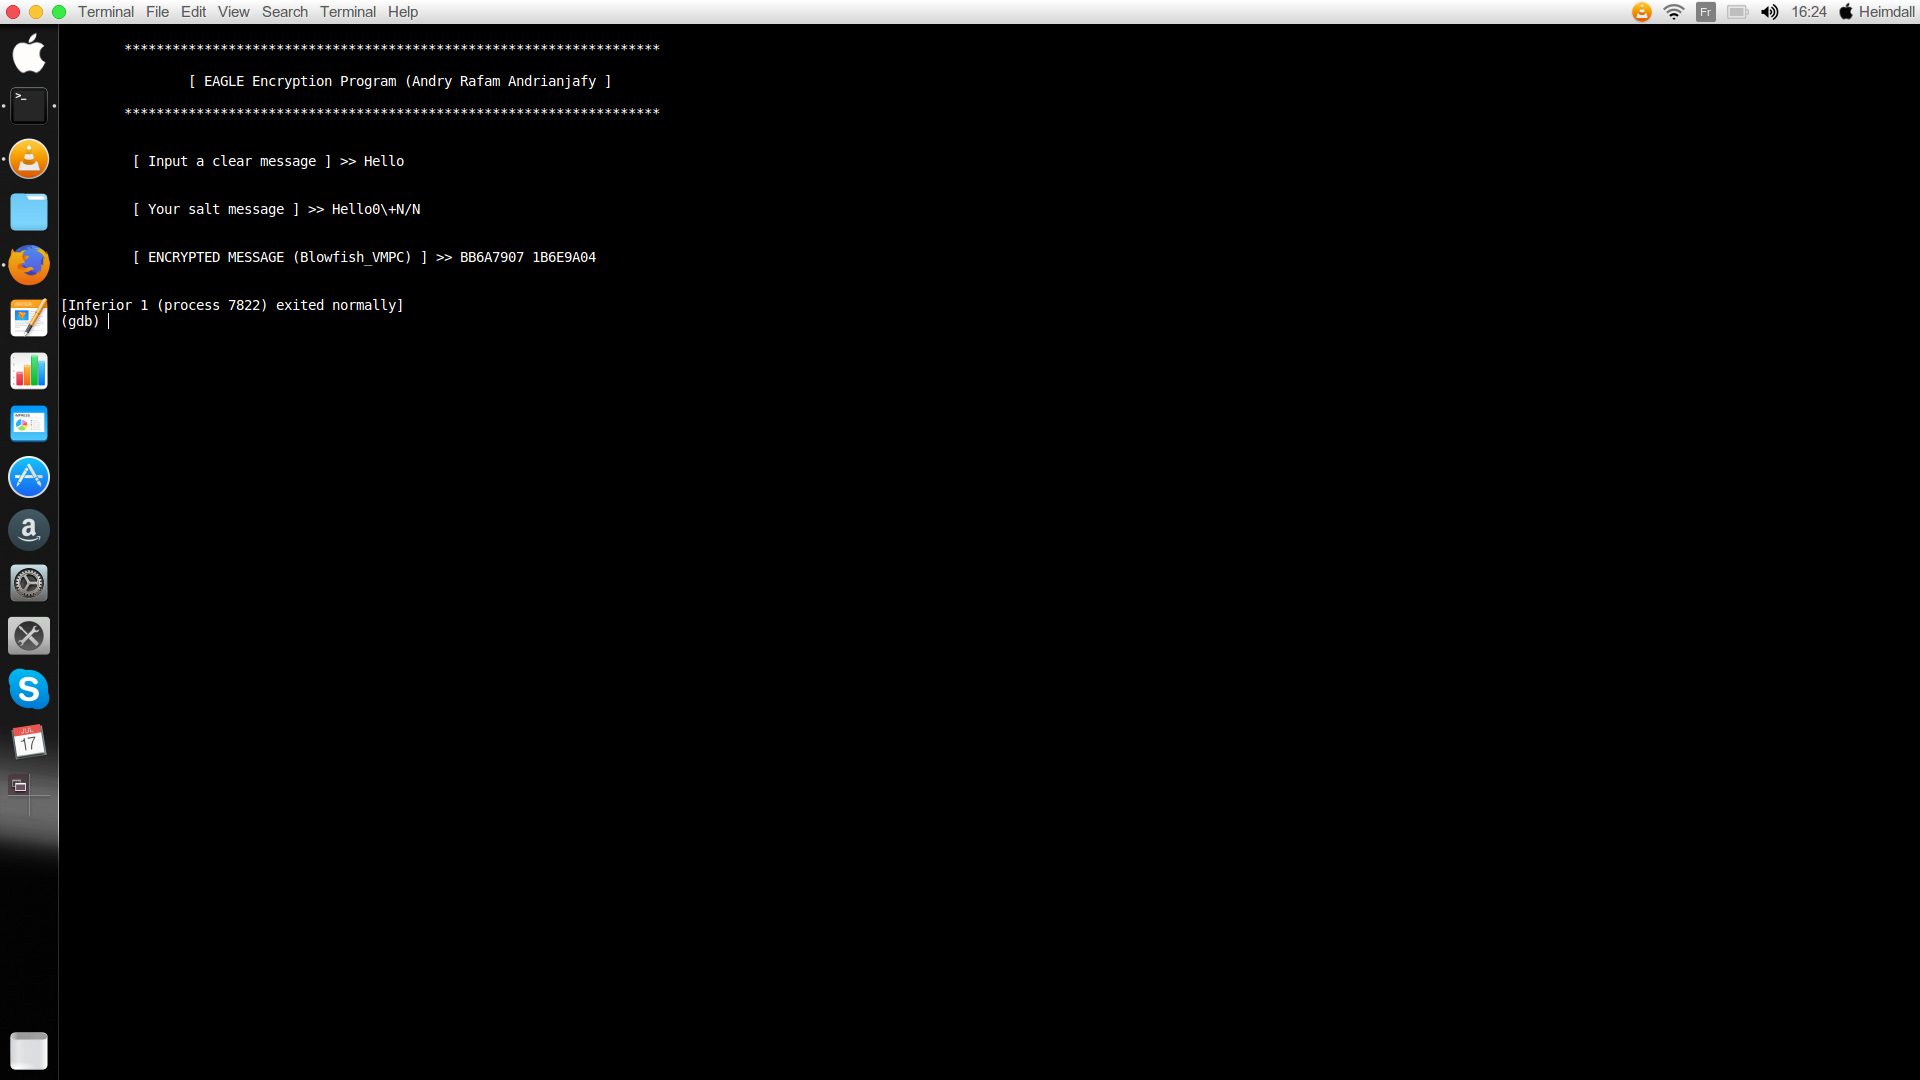 Terminal File Edit View Search Terminal Help Fr 16:24 Heimdall
*******************************************************************
[ EAGLE Encryption Program (Andry Rafam Andrianjafy ]
*******************************************************************
[ Input a clear message ] >> Hello
[ Your salt message ] >> Hello0\+N/N
[ ENCRYPTED MESSAGE (Blowfish_VMPC) ] >> BB6A7907 1B6E9A04
[Inferior 1 (process 7822) exited normally]
(gdb)
>_
WRITER
IMPRESS
a
S
JUL
17